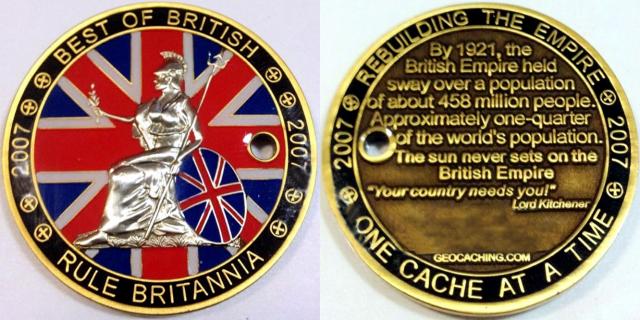 BEST OF BRITISH
2007
2007
RULE BRITANNIA
REBUILDING THE EMPIRE
2007
2007
By 1921, the
British Empire held
sway over a population
of about 458 million people.
Approximately one-quarter
of the world's population.
The sun never sets on the
British Empire
"Your country needs you!"
Lord Kitchener
GEOCACHING.COM
ONE CACHE AT A TIME